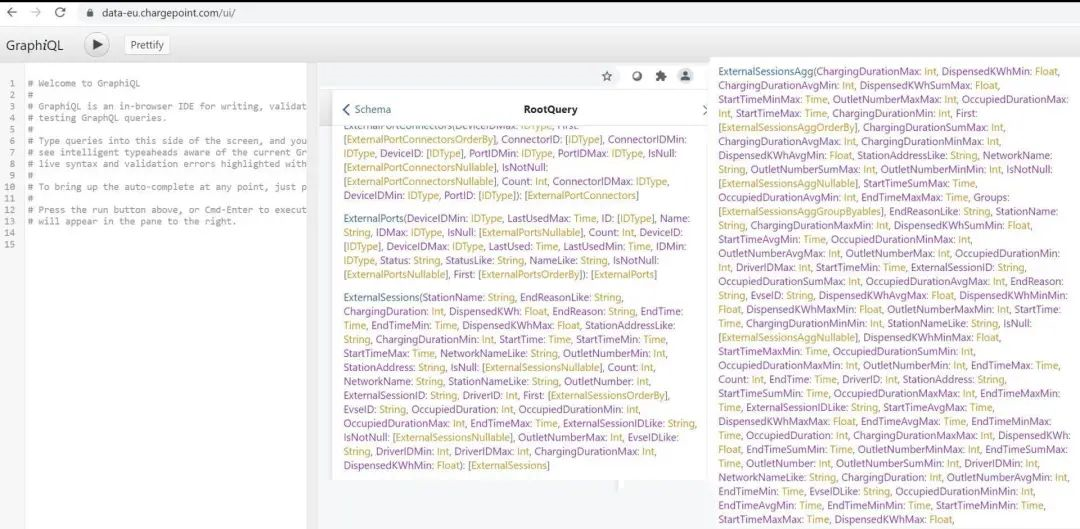 data-eu.chargepoint.com/ui/
GraphiQL
Prettify
1 # Welcome to GraphiQL
2 #
3 # GraphiQL is an in-browser IDE for writing, validat
4 # testing GraphQL queries.
5 #
6 # Type queries into this side of the screen, and you
7 # see intelligent typeaheads aware of the current Gr
8 # live syntax and validation errors highlighted with
9 #
10 # To bring up the auto-complete at any point, just p
11 #
12 # Press the run button above, or Cmd-Enter to execut
13 # will appear in the pane to the right.
14
15
Schema
RootQuery
ExternalPortConnectors(DeviceIDMax: IDType, First:
[ExternalPortConnectorsOrderBy], ConnectorID: [IDType], ConnectorIDMin:
IDType, DeviceID: [IDType], PortIDMin: IDType, PortIDMax: IDType, IsNull:
[ExternalPortConnectorsNullable], IsNotNull:
[ExternalPortConnectorsNullable], Count: Int, ConnectorIDMax: IDType,
DeviceIDMin: IDType, PortID: [IDType]): [ExternalPortConnectors]
ExternalPorts(DeviceIDMin: IDType, LastUsedMax: Time, ID: [IDType], Name:
String, IDMax: IDType, IsNull: [ExternalPortsNullable], Count: Int, DeviceID:
[IDType], DeviceIDMax: IDType, LastUsed: Time, LastUsedMin: Time, IDMin:
IDType, Status: String, StatusLike: String, NameLike: String, IsNotNull:
[ExternalPortsNullable], First: [ExternalPortsOrderBy]): [ExternalPorts]
ExternalSessions(StationName: String, EndReasonLike: String,
ChargingDuration: Int, DispensedKWh: Float, EndReason: String, EndTime:
Time, EndTimeMin: Time, DispensedKWhMax: Float, StationAddressLike:
String, ChargingDurationMin: Int, StartTime: Time, StartTimeMin: Time,
StartTimeMax: Time, NetworkNameLike: String, OutletNumberMin: Int,
StationAddress: String, IsNull: [ExternalSessionsNullable], Count: Int,
NetworkName: String, StationNameLike: String, OutletNumber: Int,
ExternalSessionID: String, DriverID: Int, First: [ExternalSessionsOrderBy],
EvseID: String, OccupiedDuration: Int, OccupiedDurationMin: Int,
OccupiedDurationMax: Int, EndTimeMax: Time, ExternalSessionIDLike: String,
IsNotNull: [ExternalSessionsNullable], OutletNumberMax: Int, EvseIDLike:
String, DriverIDMin: Int, DriverIDMax: Int, ChargingDurationMax: Int,
DispensedKWhMin: Float): [ExternalSessions]
ExternalSessionsAgg(ChargingDurationMax: Int, DispensedKWhMin: Float,
ChargingDurationAvgMin: Int, DispensedKWhSumMax: Float,
StartTimeMinMax: Time, OutletNumberMaxMax: Int, OccupiedDurationMax:
Int, StartTimeMax: Time, ChargingDurationMin: Int, First:
[ExternalSessionsAggOrderBy], ChargingDurationSumMax: Int,
ChargingDurationAvgMax: Int, ChargingDurationMinMax: Int,
DispensedKWhAvgMin: Float, StationAddressLike: String, NetworkName:
String, OutletNumberSumMax: Int, OutletNumberMinMin: Int, IsNotNull:
[ExternalSessionsAggNullable], StartTimeSumMax: Time,
OccupiedDurationAvgMin: Int, EndTimeMaxMax: Time, Groups:
[ExternalSessionsAggGroupByables], EndReasonLike: String, StationName:
String, ChargingDurationMaxMin: Int, DispensedKWhSumMin: Float,
StartTimeAvgMin: Time, OccupiedDurationMinMax: Int,
OutletNumberAvgMax: Int, OutletNumberMax: Int, OccupiedDurationMin:
Int, DriverIDMax: Int, StartTimeMin: Time, ExternalSessionID: String,
OccupiedDurationSumMax: Int, OccupiedDurationAvgMax: Int, EndReason:
String, EvseID: String, DispensedKWhAvgMax: Float, DispensedKWhMinMin:
Float, DispensedKWhMaxMin: Float, OutletNumberMaxMin: Int, StartTime:
Time, ChargingDurationMinMin: Int, StationNameLike: String, IsNull:
[ExternalSessionsAggNullable], DispensedKWhMinMax: Float,
StartTimeMaxMin: Time, OccupiedDurationSumMin: Int,
OccupiedDurationMaxMin: Int, OutletNumberMin: Int, EndTimeMax: Time,
Count: Int, EndTime: Time, DriverID: Int, StationAddress: String,
StartTimeSumMin: Time, OccupiedDurationMaxMax: Int, EndTimeMaxMin:
Time, ExternalSessionIDLike: String, StartTimeAvgMax: Time,
DispensedKWhMaxMax: Float, EndTimeAvgMax: Time, EndTimeMinMax:
Time, OccupiedDuration: Int, ChargingDurationMaxMax: Int, DispensedKWh:
Float, EndTimeSumMin: Time, OutletNumberMinMax: Int, EndTimeSumMax:
Time, OutletNumber: Int, OutletNumberSumMin: Int, DriverIDMin: Int,
NetworkNameLike: String, ChargingDuration: Int, OutletNumberAvgMin: Int,
EndTimeMin: Time, EvseIDLike: String, OccupiedDurationMinMin: Int,
EndTimeAvgMin: Time, EndTimeMinMin: Time, StartTimeMinMin: Time,
StartTimeMaxMax: Time, DispensedKWhMax: Float,